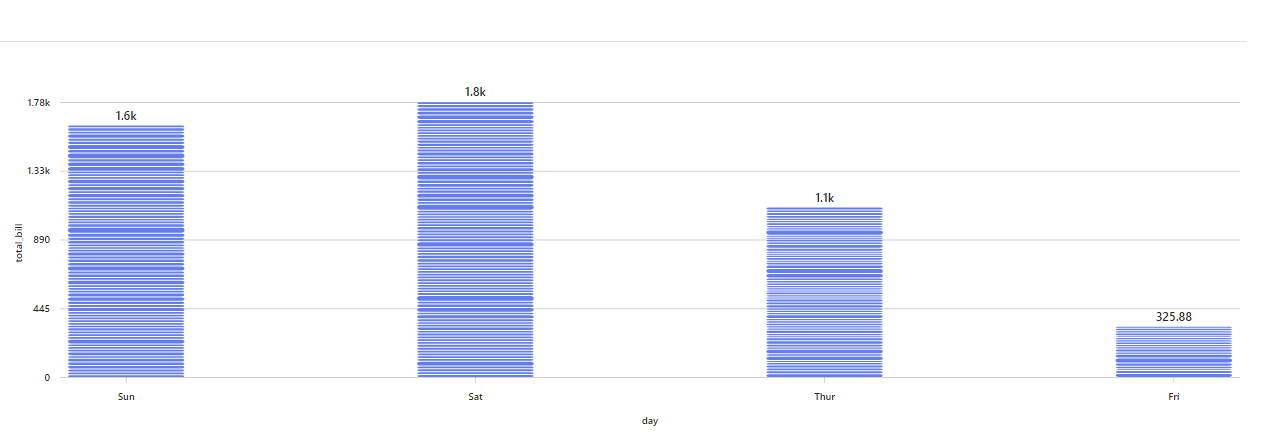 1.8k
1.78k
1.6k
1.33k
1.1k
890
total_bill
445
325.88
0
Sun Sat Thur Fri
day